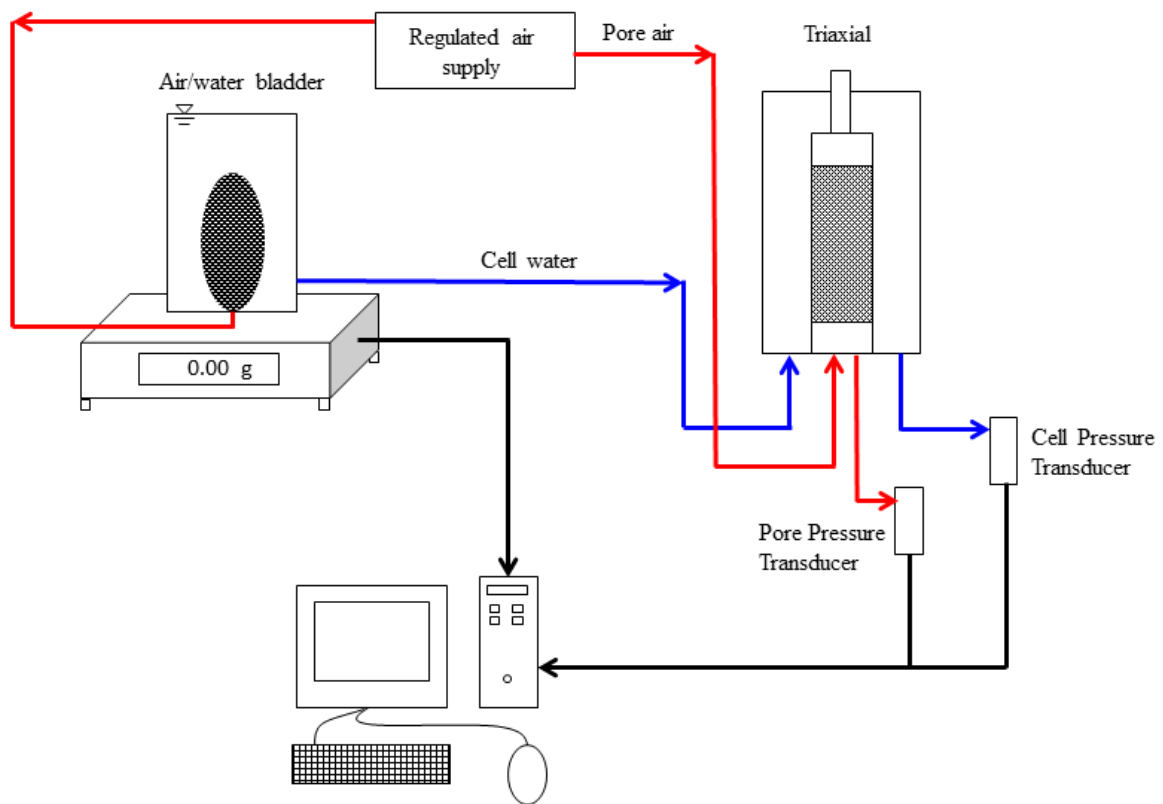 Regulated air
supply
Pore air
Triaxial
Air/water bladder
Cell water
0.00 g
Cell Pressure
Transducer
Pore Pressure
Transducer